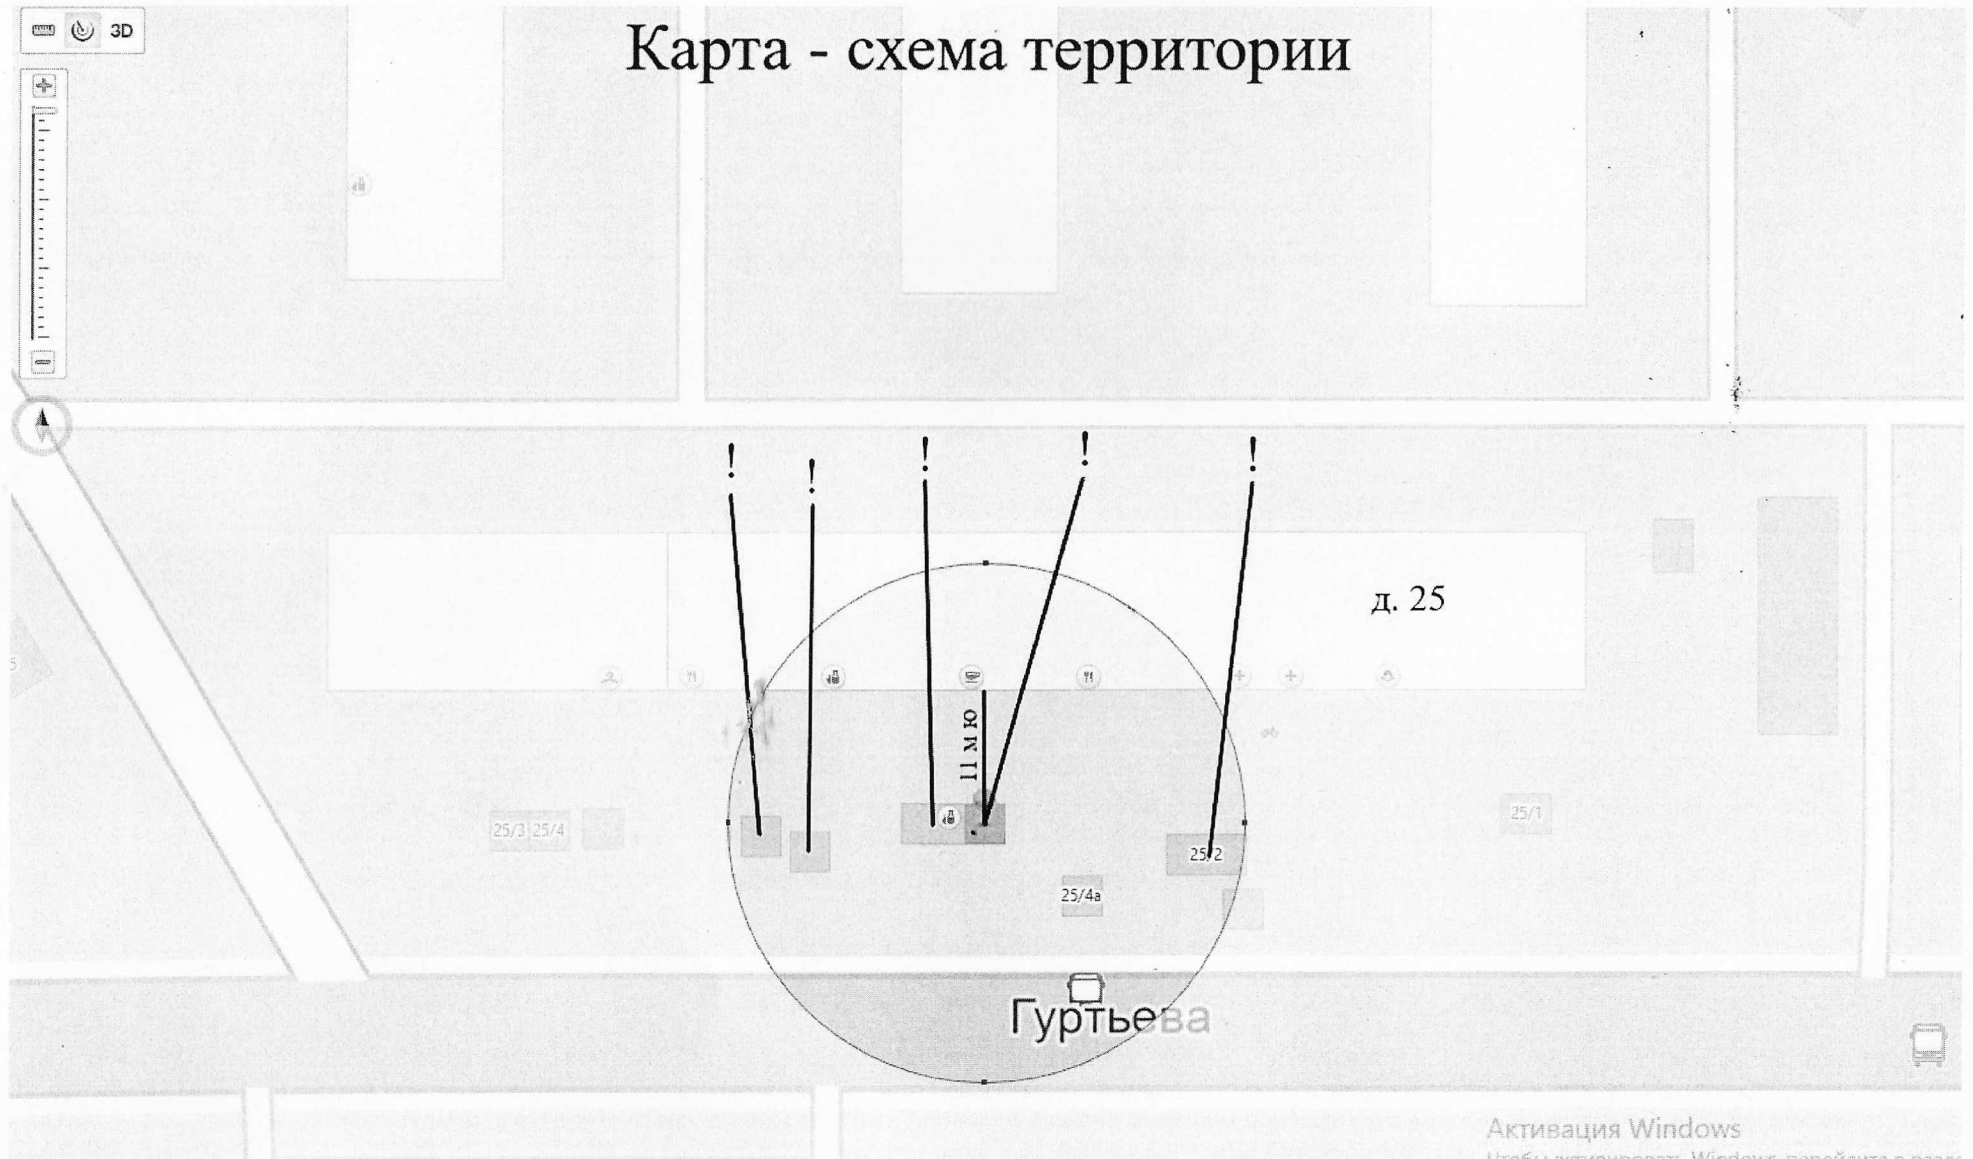 3D
Карта - схема территории
!
!
!
!
!
д. 25
11 м ю
25/3
25/4
25/1
25/2
25/4а
Гуртьева
Активация Windows